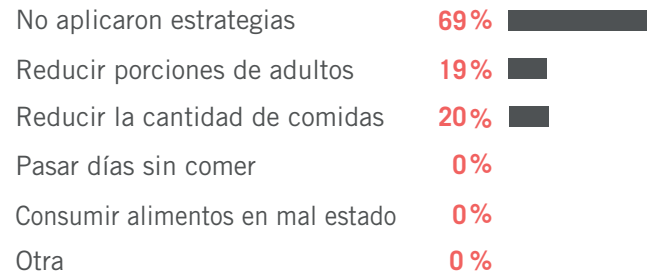 No aplicaron estrategias 69%
Reducir porciones de adultos 19%
Reducir la cantidad de comidas 20%
Pasar días sin comer 0%
Consumir alimentos en mal estado 0%
Otra 0%